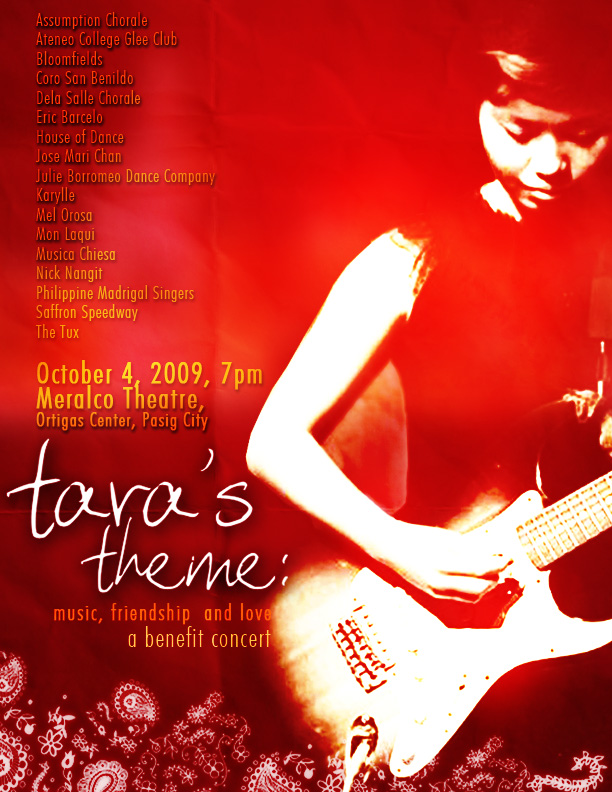 Assumption Chorale
Ateneo College Glee Club
Bloomfields
Coro San Benildo
Dela Salle Chorale
Eric Barcelo
House of Dance
Jose Mari Chan
Julie Borromeo Dance Company
Karylle
Mel Orosa
Mon Laqui
Musica Chiesa
Nick Nangit
Philippine Madrigal Singers
Saffron Speedway
The Tux
October 4, 2009, 7pm
Meralco Theatre,
Ortigas Center, Pasig City
tara's
theme:
music, friendship and love
a benefit concert